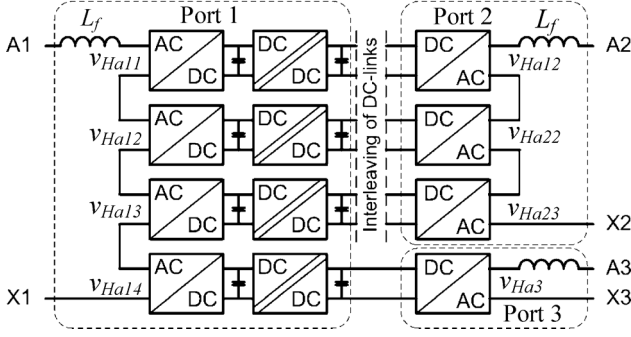 Port 1
Port 2
L_f
L_f
A1
AC
DC
DC
DC
DC
AC
A2
v_Ha11
v_Ha12
AC
DC
DC
DC
DC
AC
v_Ha12
v_Ha22
Interleaving of DC-links
AC
DC
DC
DC
DC
AC
v_Ha13
v_Ha23
X2
AC
DC
DC
DC
DC
AC
A3
v_Ha14
v_Ha3
X1
X3
Port 3